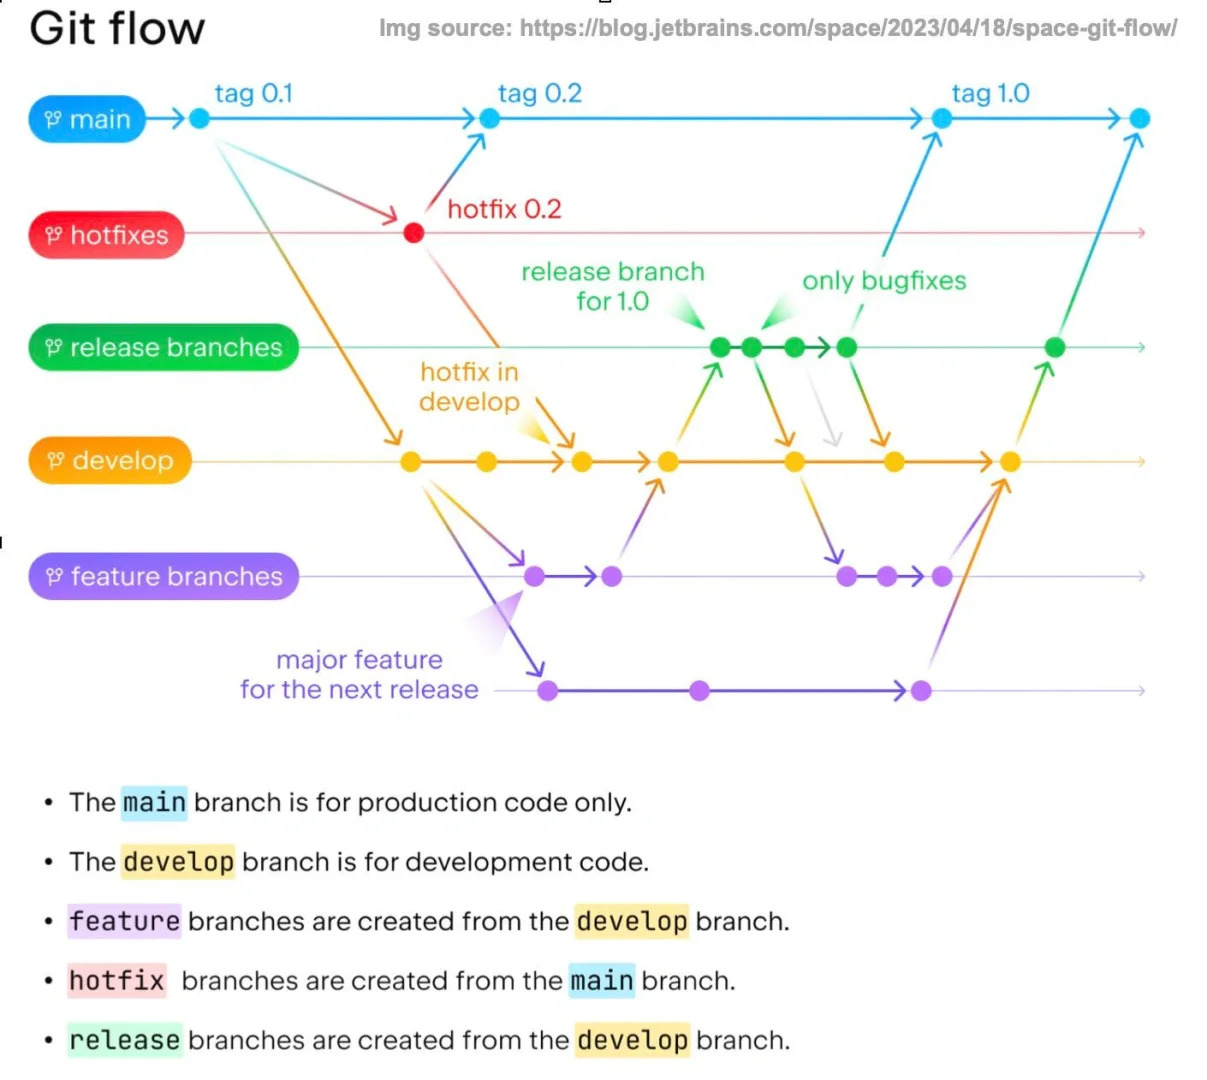 Git flow
Img source: https://blog.jetbrains.com/space/2023/04/18/space-git-flow/
tag 0.1
tag 0.2
tag 1.0
main
hotfix 0.2
hotfixes
release branch
for 1.0
only bugfixes
release branches
hotfix in
develop
develop
feature branches
major feature
for the next release
• The main branch is for production code only.
• The develop branch is for development code.
• feature branches are created from the develop branch.
• hotfix branches are created from the main branch.
• release branches are created from the develop branch.